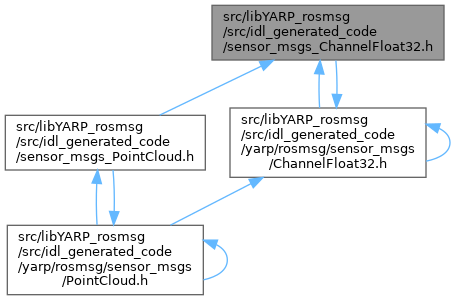 src/libYARP_rosmsg
/src/idl_generated_code
/sensor_msgs_ChannelFloat32.h
src/libYARP_rosmsg
/src/idl_generated_code
/sensor_msgs_PointCloud.h
src/libYARP_rosmsg
/src/idl_generated_code
/yarp/rosmsg/sensor_msgs
/ChannelFloat32.h
src/libYARP_rosmsg
/src/idl_generated_code
/yarp/rosmsg/sensor_msgs
/PointCloud.h